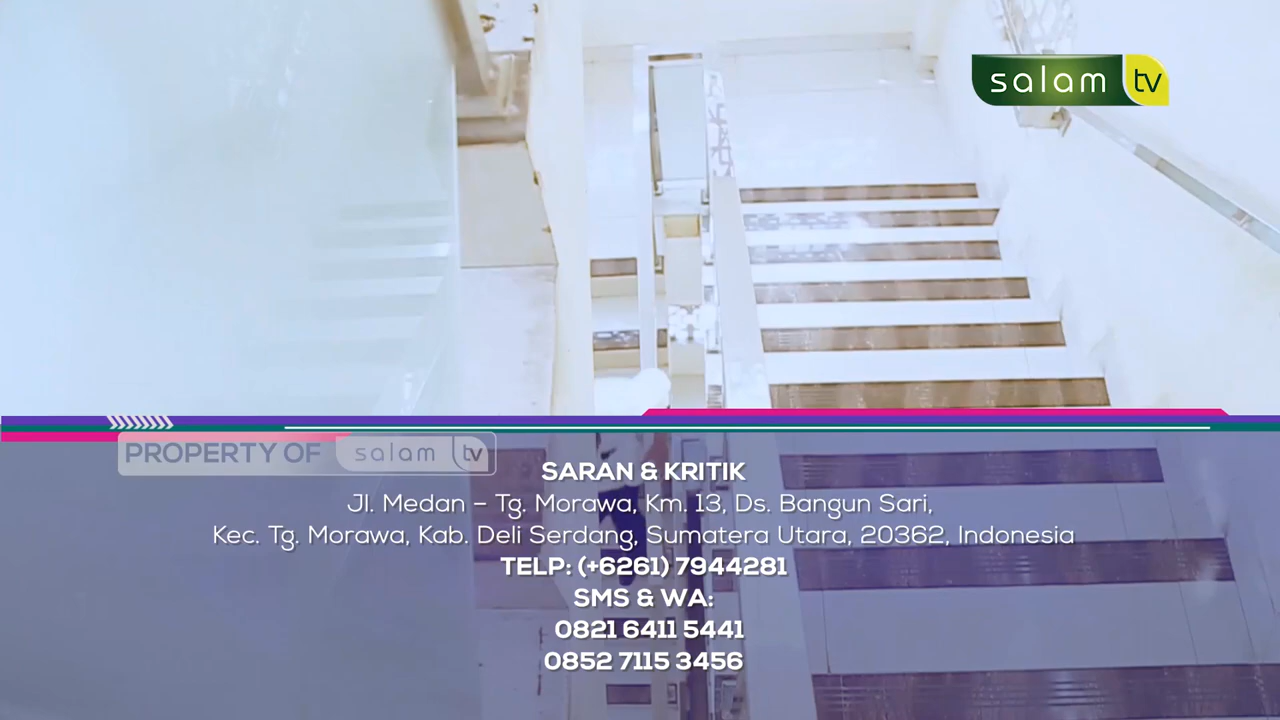 salam tv
PROPERTY OF salam tv
SARAN & KRITIK
Jl. Medan – Tg. Morawa, Km. 13, Ds. Bangun Sari,
Kec. Tg. Morawa, Kab. Deli Serdang, Sumatera Utara, 20362, Indonesia
TELP: (+6261) 7944281
SMS & WA:
0821 6411 5441
0852 7115 3456